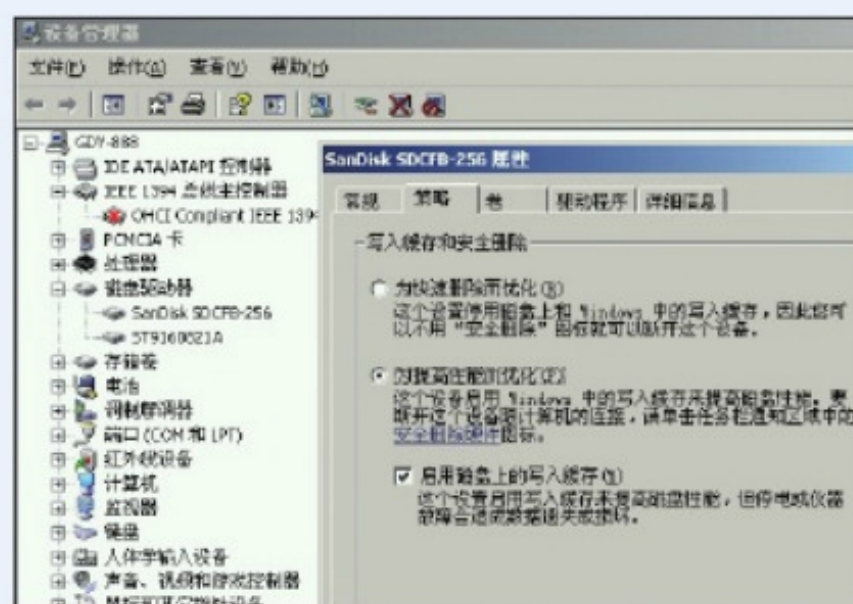 设备管理器
文件(F) 操作(A) 查看(V) 帮助(H)
GDY-888
IDE ATA/ATAPI 控制器
IEEE 1394 总线主控制器
OHCI Compliant IEEE 139
PCMCIA 卡
处理器
磁盘驱动器
SanDisk SDCFB-256
ST9160821A
存储卷
电池
调制解调器
端口 (COM 和 LPT)
红外线设备
计算机
监视器
键盘
人体学输入设备
声音、视频和游戏控制器
鼠标和其它指针设备
SanDisk SDCFB-256 属性
常规 策略 卷 驱动程序 详细信息
写入缓存和安全删除
为快速删除而优化(Q)
这个设置停用磁盘上和 Windows 中的写入缓存，因此您可
以不用“安全删除”图标就可以断开这个设备。
为提高性能而优化(P)
这个设备启用 Windows 中的写入缓存来提高磁盘性能。要
断开这个设备跟计算机的连接，请单击任务栏通知区域中的
安全删除硬件图标。
启用磁盘上的写入缓存
这个设置启用写入缓存来提高磁盘性能，但停电或仪器
故障会造成数据遗失或损坏。